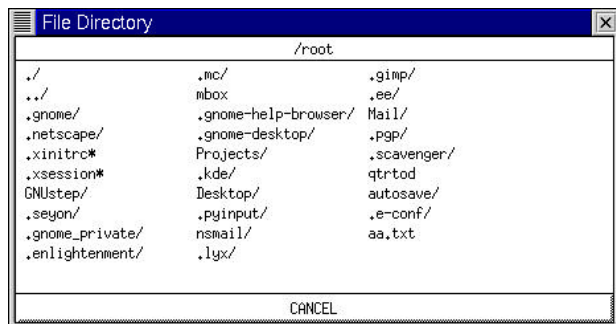 File Directory
/root
./ .mc/ .gimp/
../ mbox .ee/
.gnome/ .gnome-help-browser/ Mail/
.netscape/ .gnome-desktop/ .pgp/
.xinitrc* Projects/ .scavenger/
.xsession* .kde/ qtrtod
GNUstep/ Desktop/ autosave/
.seyon/ .pyinput/ .e-conf/
.gnome_private/ nsmail/ aa.txt
.enlightenment/ .lyx/
CANCEL